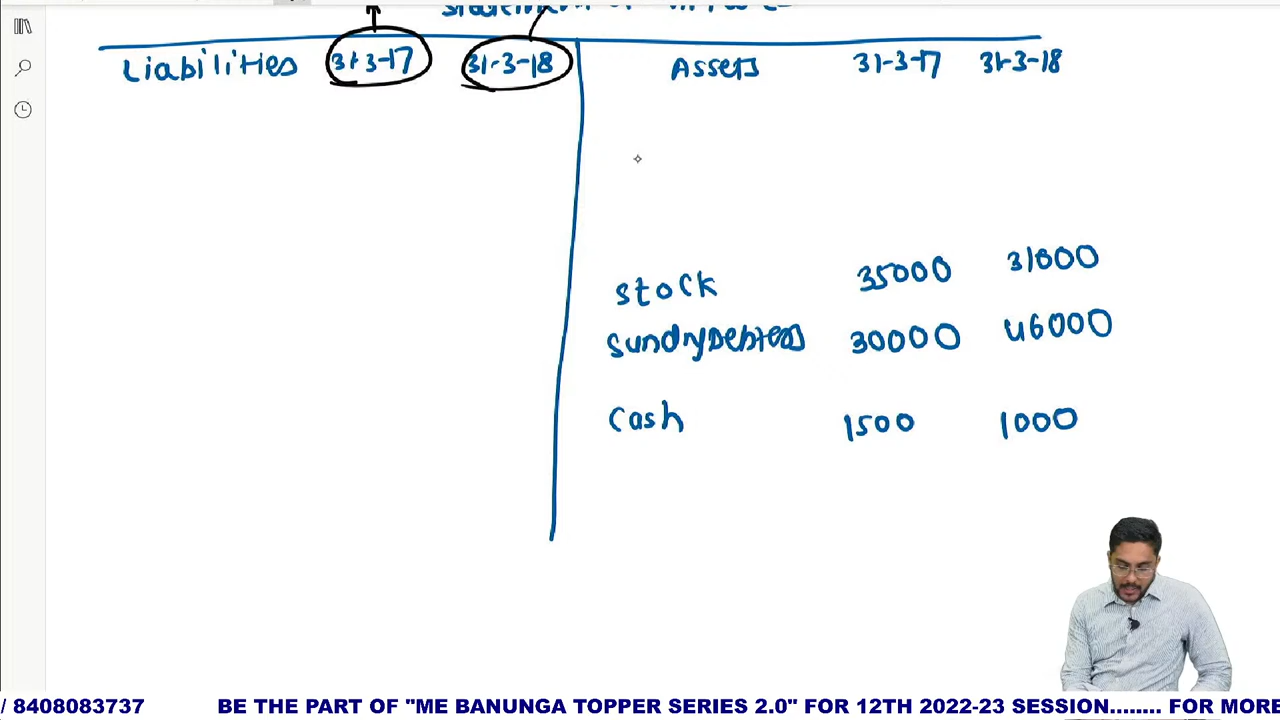 Statement of
Liabilities 31-3-17 31-3-18 Assets 31-3-17 31-3-18
Stock 35000 31000
Sundry Debtors 30000 46000
Cash 1500 1000
/ 8408083737 BE THE PART OF "ME BANUNGA TOPPER SERIES 2.0" FOR 12TH 2022-23 SESSION........ FOR MORE